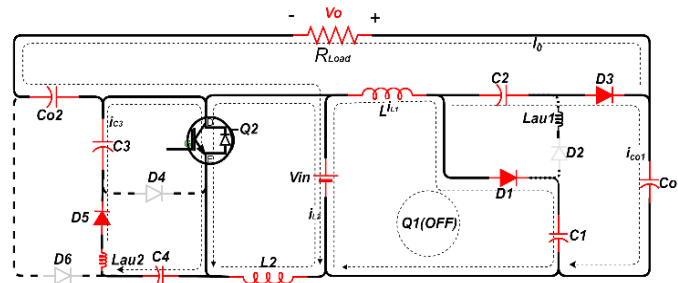 - Vo +
RLoad
i0
Co2
iC3
C3
Q2
L iL1
C2
D3
Lau1
D2
D4
Vin
D1
ico1
Co
D5
iL2
Q1(OFF)
C1
D6
Lau2
C4
L2